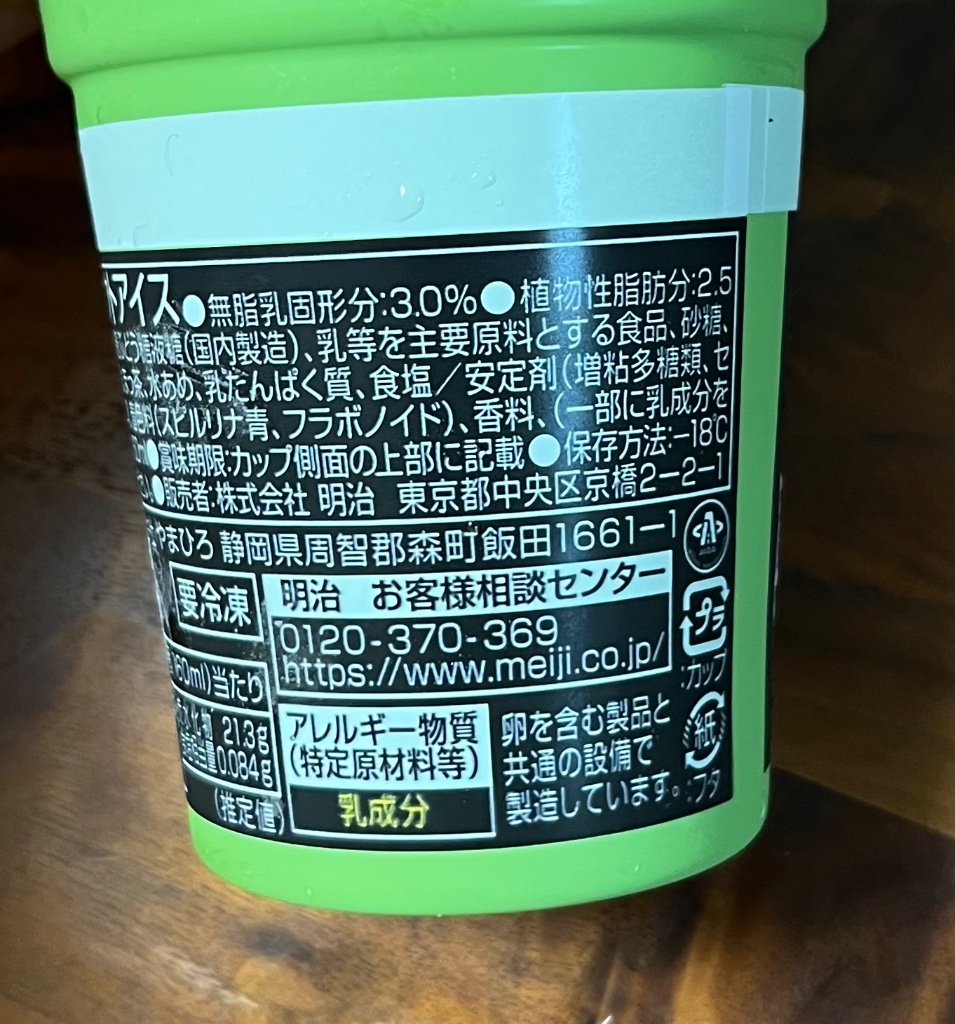 トアイス●無脂乳固形分:3.0%●植物性脂肪分:2.5
ぶどう糖液糖(国内製造)、乳等を主要原料とする食品、砂糖、
茶、水あめ、乳たんぱく質、食塩／安定剤(増粘多糖類、セ
料(スピルリナ青、フラボノイド)、香料、(一部に乳成分を
●賞味期限:カップ側面の上部に記載●保存方法:−18℃
●販売者:株式会社 明治 東京都中央区京橋2−2−1
やまひろ 静岡県周智郡森町飯田1661−1
要冷凍
明治 お客様相談センター
0120-370-369
https://www.meiji.co.jp/
プラ
:カップ
紙
:フタ
160ml)当たり
21.3g
0.084g
(推定値)
アレルギー物質
(特定原材料等)
乳成分
卵を含む製品と
共通の設備で
製造しています。